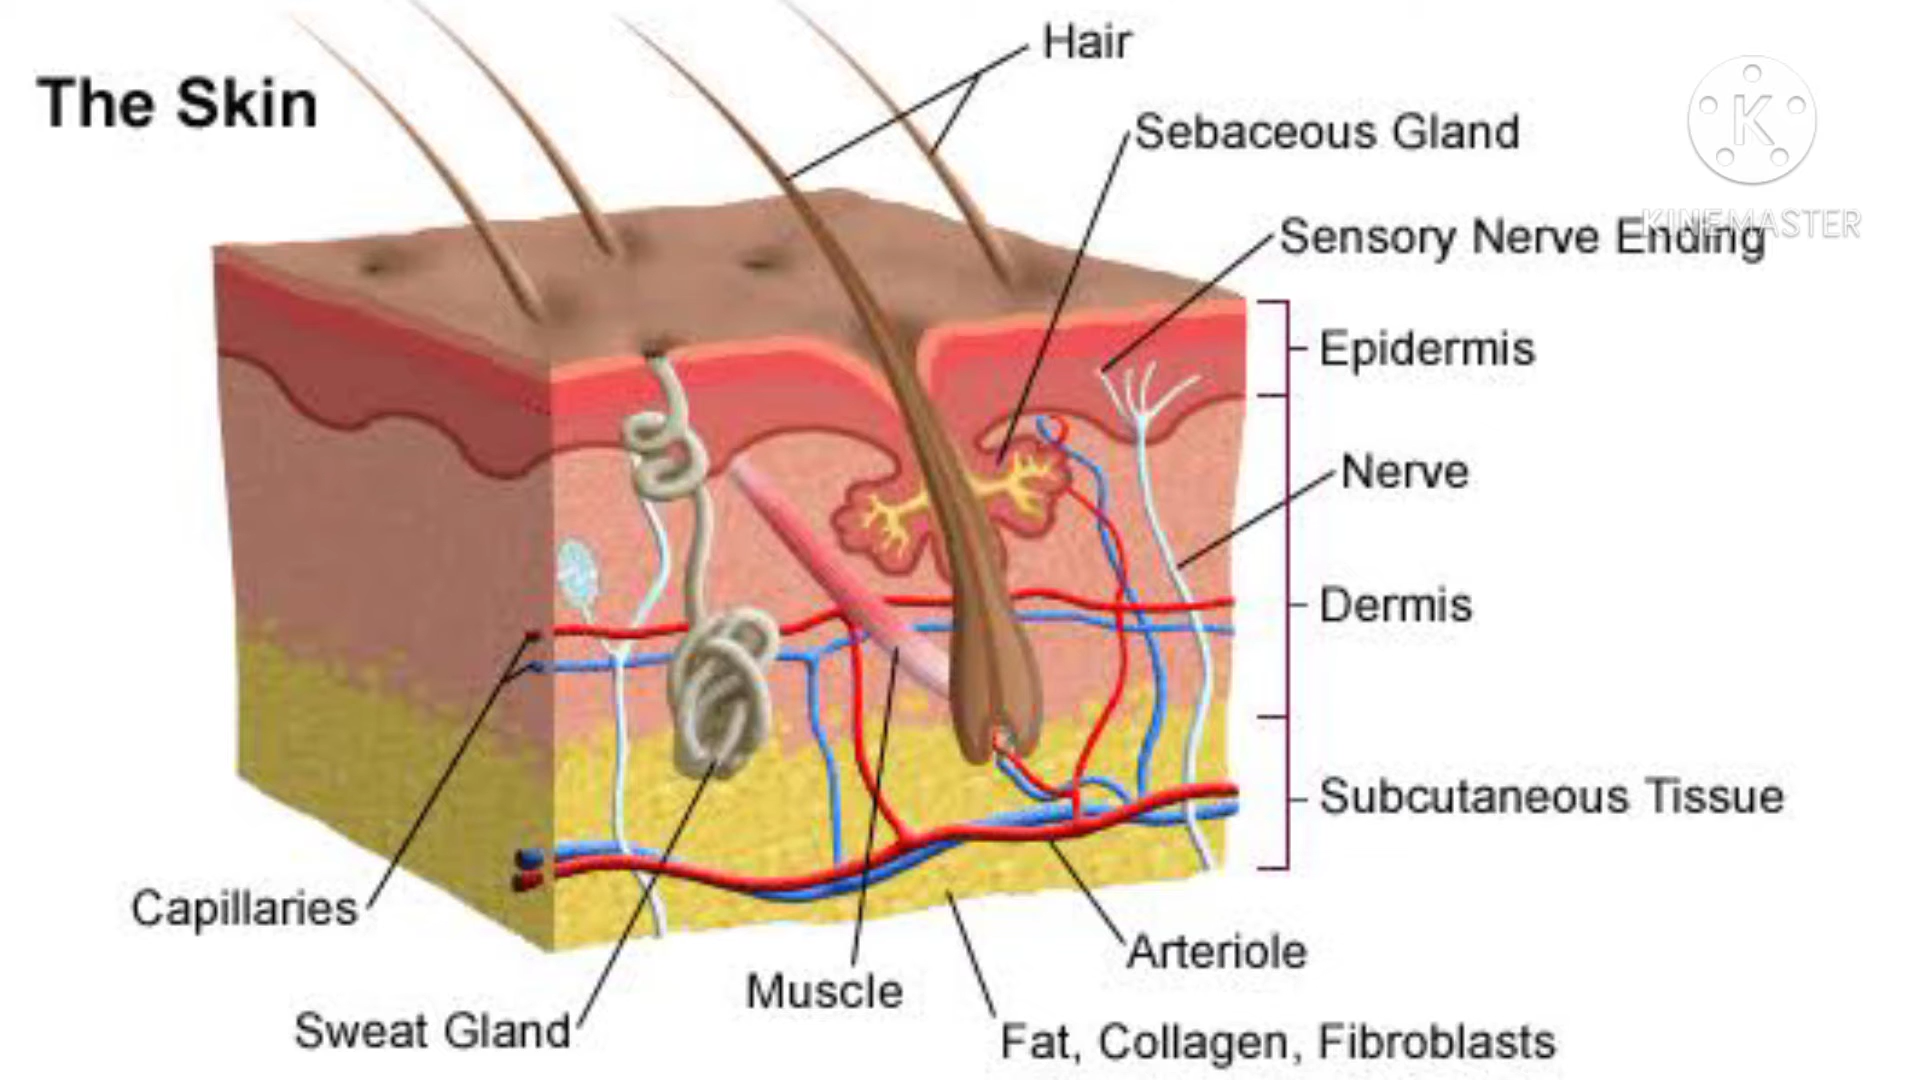 Hair
The Skin
K
Sebaceous Gland
KINEMASTER
Sensory Nerve Ending
Epidermis
Nerve
Dermis
Subcutaneous Tissue
Capillaries
Arteriole
Muscle
Sweat Gland
Fat, Collagen, Fibroblasts